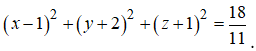 (x−1)² + (y+2)² + (z+1)² = 18/11.